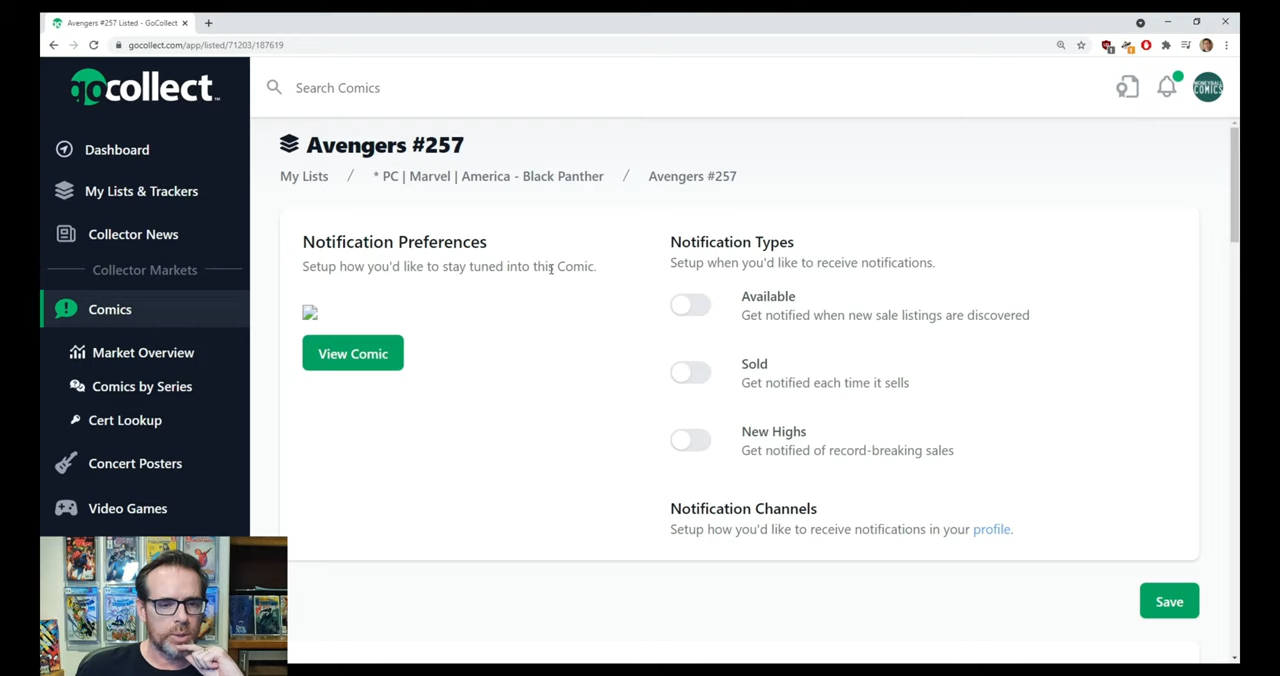 Avengers #257 Listed - GoCollect
gocollect.com/app/listed/71203/187619
gocollect
Search Comics
MONEYBALL
COMICS
Dashboard
My Lists & Trackers
Collector News
Collector Markets
Comics
Market Overview
Comics by Series
Cert Lookup
Concert Posters
Video Games
Avengers #257
My Lists / * PC | Marvel | America - Black Panther / Avengers #257
Notification Preferences
Setup how you'd like to stay tuned into this Comic.
View Comic
Notification Types
Setup when you'd like to receive notifications.
Available
Get notified when new sale listings are discovered
Sold
Get notified each time it sells
New Highs
Get notified of record-breaking sales
Notification Channels
Setup how you'd like to receive notifications in your profile.
Save